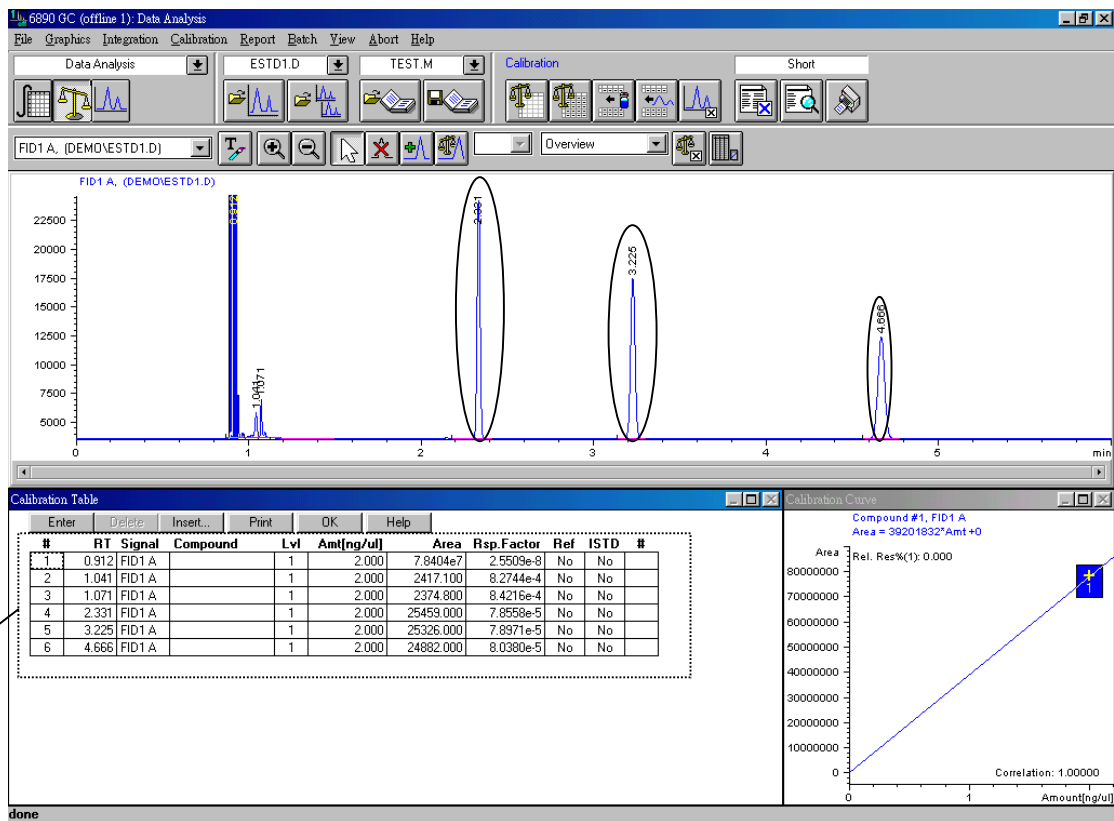 6890 GC (offline 1): Data Analysis
File Graphics Integration Calibration Report Batch View Abort Help
Data Analysis ESTD1.D TEST.M Calibration Short
FID1 A, (DEMO\ESTD1.D) Overview
FID1 A, (DEMO\ESTD1.D)
22500
20000
17500
15000
12500
10000
7500
5000
1.041
1.071
2.331
3.225
4.666
0 1 2 3 4 5 min
Calibration Table
Enter Delete Insert... Print OK Help
# RT Signal Compound Lvl Amt[ng/ul] Area Rsp.Factor Ref ISTD #
1 0.912 FID1 A 1 2.000 7.8404e7 2.5509e-8 No No
2 1.041 FID1 A 1 2.000 2417.100 8.2744e-4 No No
3 1.071 FID1 A 1 2.000 2374.800 8.4216e-4 No No
4 2.331 FID1 A 1 2.000 25459.000 7.8558e-5 No No
5 3.225 FID1 A 1 2.000 25326.000 7.8971e-5 No No
6 4.666 FID1 A 1 2.000 24882.000 8.0380e-5 No No
Calibration Curve
Compound #1, FID1 A
Area = 39201832*Amt +0
Area Rel. Res%(1): 0.000
80000000
70000000
60000000
50000000
40000000
30000000
20000000
10000000
0
1
Correlation: 1.00000
0 1 Amount[ng/ul]
done